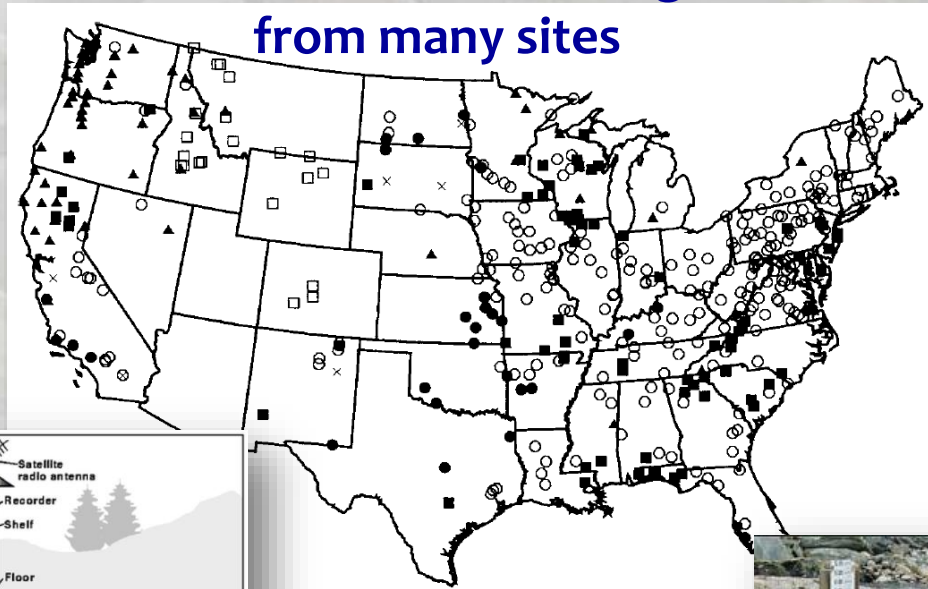 from many sites
Satellite
radio antenna
Recorder
Shelf
Floor